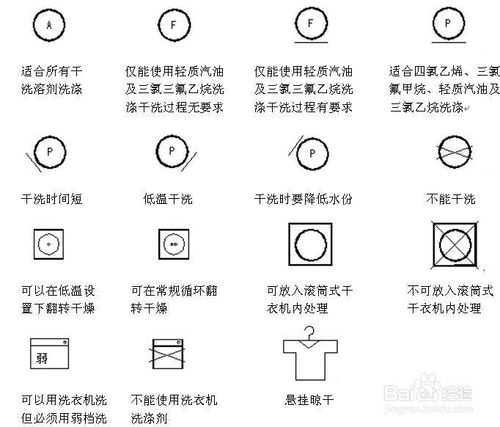 A
F
F
P
适合所有干
洗溶剂洗涤
仅能使用轻质汽油
及三氯三氟乙烷洗
涤干洗过程无要求
仅能使用轻质汽油
及三氯三氟乙烷洗
涤干洗过程有要求
适合四氯乙烯、三氯
氟甲烷、轻质汽油及
三氯乙烷洗涤
P
P
P
干洗时间短
低温干洗
干洗时要降低水份
不能干洗
可以在低温设
置下翻转干燥
可在常规循环翻
转干燥
可放入滚筒式干
衣机内处理
不可放入滚筒式
干衣机内处理
弱
可以用洗衣机洗
但必须用弱档洗
不能使用洗衣机
洗涤剂
悬挂晾干
Baidu经验
jingyan.baidu.com